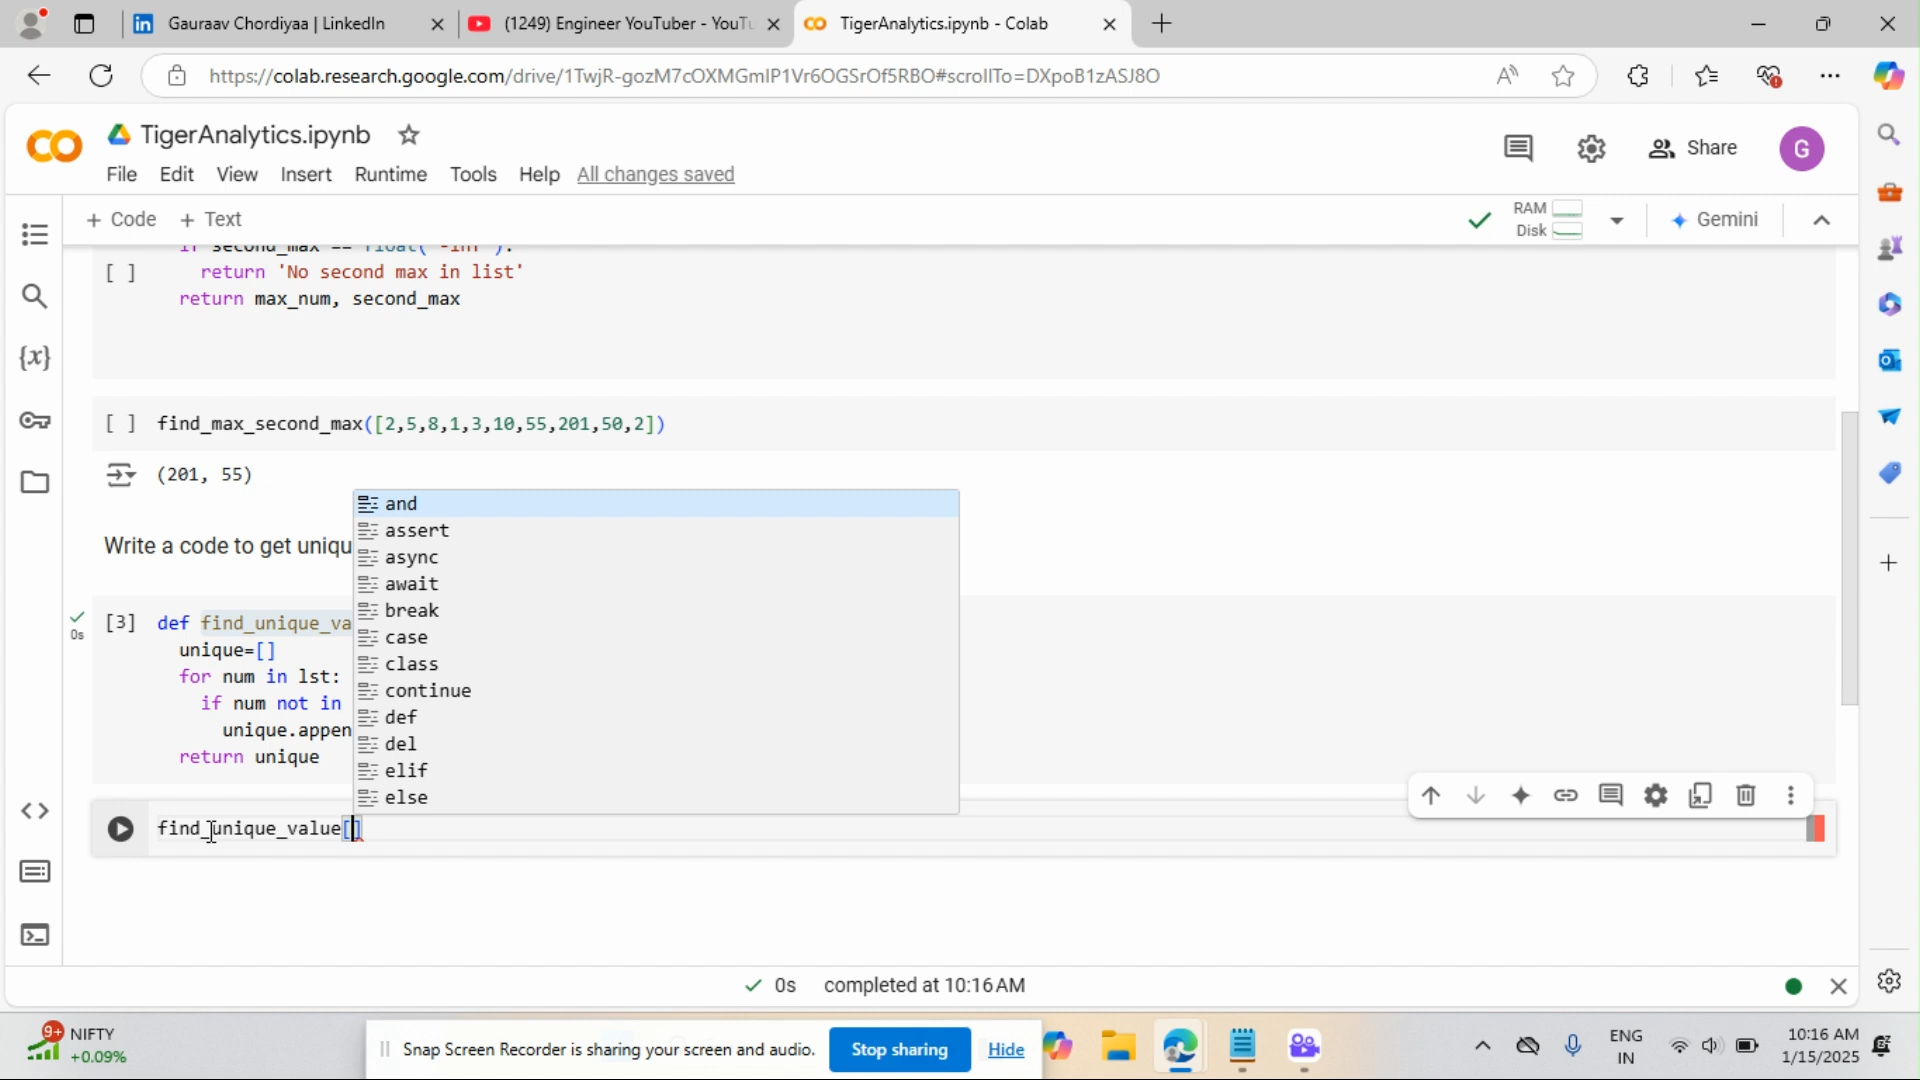 Gauraav Chordiyaa | LinkedIn
(1249) Engineer YouTuber - YouTu
TigerAnalytics.ipynb - Colab
https://colab.research.google.com/drive/1TwjR-gozM7cOXMGmIP1Vr6OGSrOf5RBO#scrollTo=DXpoB1zASJ8O
TigerAnalytics.ipynb
Share
G
File Edit View Insert Runtime Tools Help All changes saved
+ Code + Text
RAM
Disk
Gemini
if second_max == float('-inf'):
[ ] return 'No second max in list'
return max_num, second_max
[ ] find_max_second_max([2,5,8,1,3,10,55,201,50,2])
(201, 55)
Write a code to get uniqu
and
assert
async
await
break
case
class
continue
def
del
elif
else
0s
[3] def find_unique_va
unique=[]
for num in lst:
if num not in
unique.appen
return unique
find_unique_value[]
0s completed at 10:16 AM
9+
NIFTY
+0.09%
Snap Screen Recorder is sharing your screen and audio.
Stop sharing
Hide
ENG
IN
10:16 AM
1/15/2025